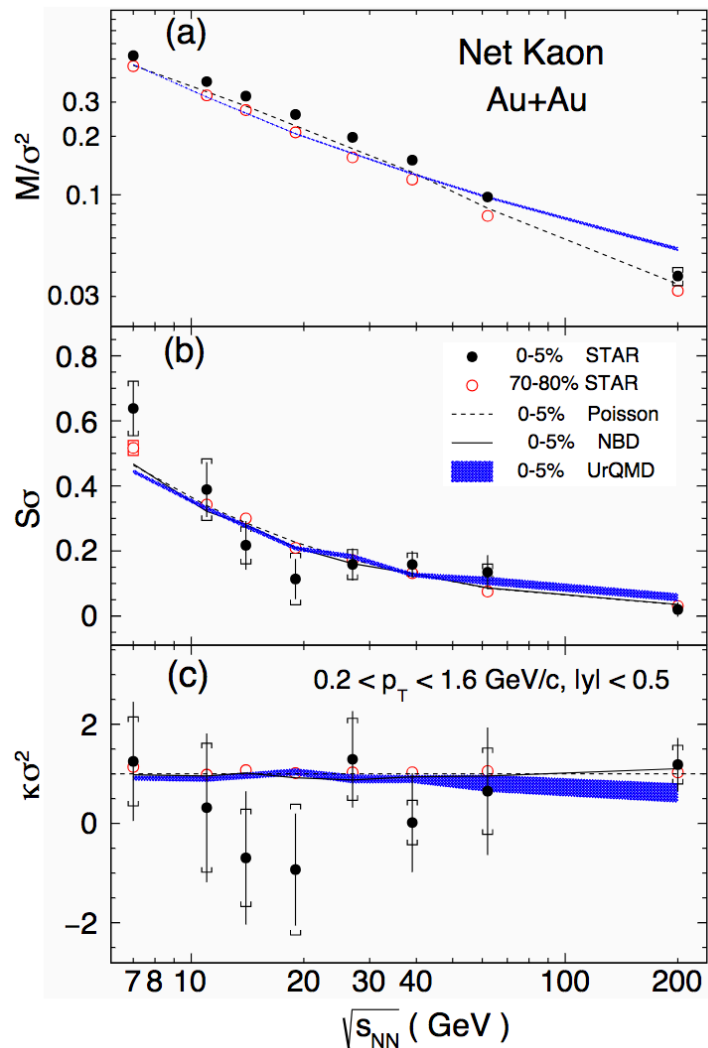 (a)
Net Kaon
Au+Au
M/σ²
0.3
0.2
0.1
0.03
(b)
Sσ
0.8
0.6
0.4
0.2
0
0-5% STAR
70-80% STAR
0-5% Poisson
0-5% NBD
0-5% UrQMD
(c)
0.2 < p_T < 1.6 GeV/c, |y| < 0.5
κσ²
2
0
−2
7 8 10 20 30 40 100 200
√s_NN ( GeV )